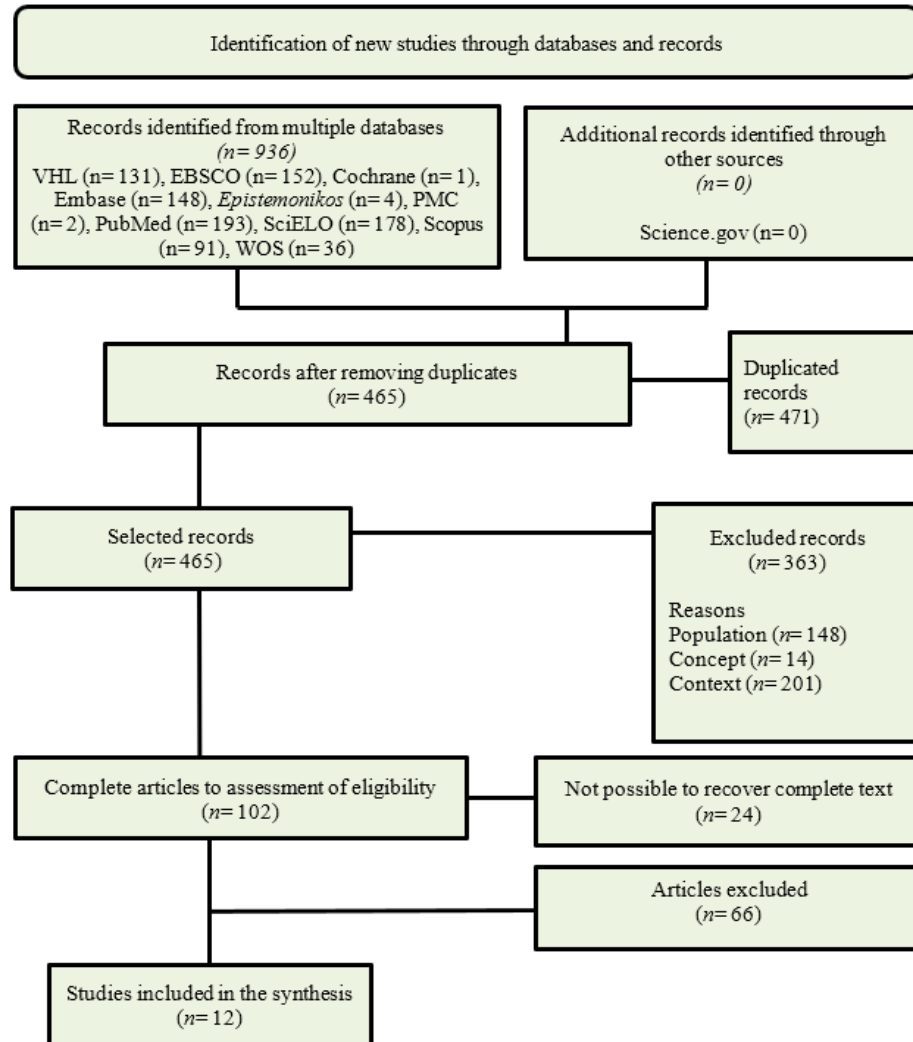 Identification of new studies through databases and records
Records identified from multiple databases
(n= 936)
VHL (n= 131), EBSCO (n= 152), Cochrane (n= 1),
Embase (n= 148), Epistemonikos (n= 4), PMC
(n= 2), PubMed (n= 193), SciELO (n= 178), Scopus
(n= 91), WOS (n= 36)
Additional records identified through
other sources
(n= 0)
Science.gov (n= 0)
Records after removing duplicates
(n= 465)
Duplicated
records
(n= 471)
Selected records
(n= 465)
Excluded records
(n= 363)
Reasons
Population (n= 148)
Concept (n= 14)
Context (n= 201)
Complete articles to assessment of eligibility
(n= 102)
Not possible to recover complete text
(n= 24)
Articles excluded
(n= 66)
Studies included in the synthesis
(n= 12)